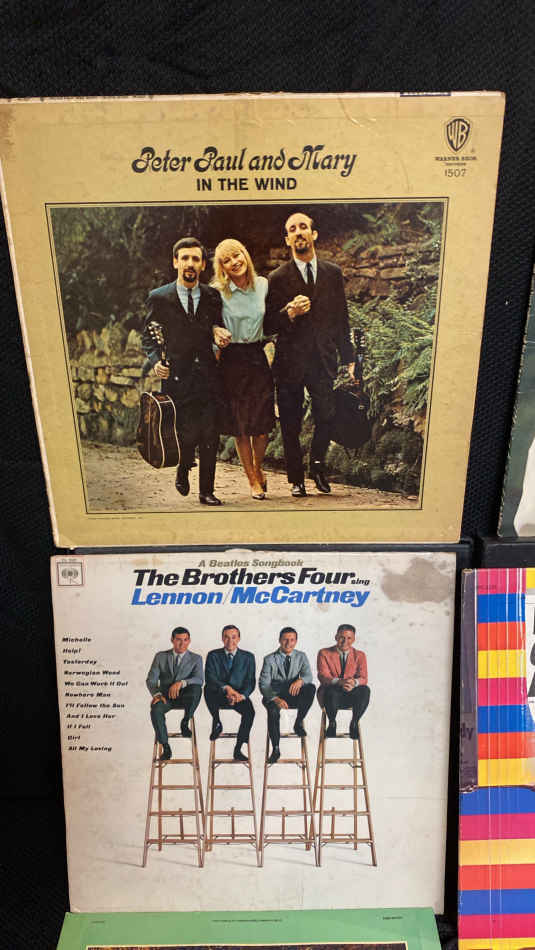 Peter Paul and Mary
IN THE WIND
WB
WARNER BROS.
RECORDS
1507
A Beatles Songbook
The Brothers Four sing
Lennon/McCartney
Michelle
Help!
Yesterday
Norwegian Wood
We Can Work It Out
Nowhere Man
I'll Follow the Sun
And I Love Her
If I Fell
Girl
All My Loving